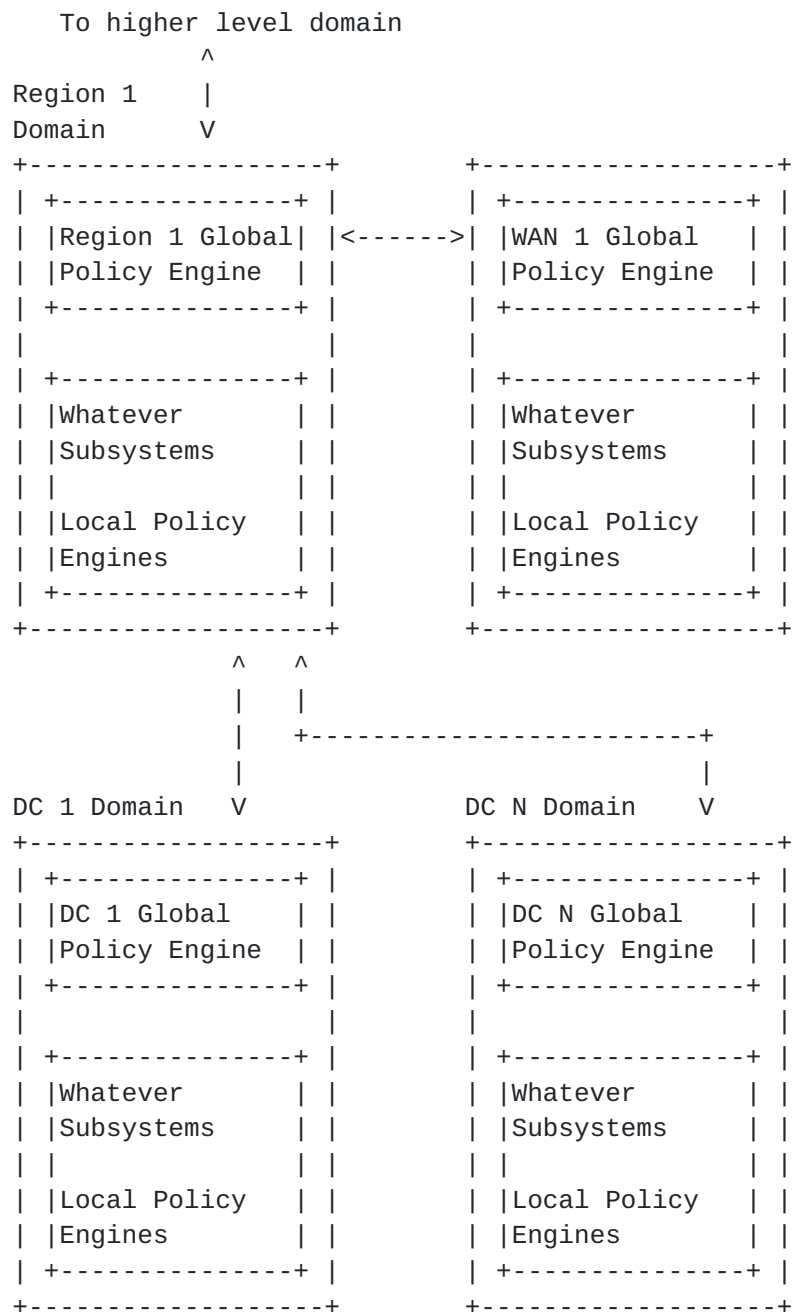 To higher level domain
^
Region 1 |
Domain V
+-------------------+ +-------------------+
| +---------------+ | | +---------------+ |
| |Region 1 Global| |<------>| |WAN 1 Global | |
| |Policy Engine | | | |Policy Engine | |
| +---------------+ | | +---------------+ |
| | | |
| +---------------+ | | +---------------+ |
| |Whatever | | | |Whatever | |
| |Subsystems | | | |Subsystems | |
| | | | | | | |
| |Local Policy | | | |Local Policy | |
| |Engines | | | |Engines | |
| +---------------+ | | +---------------+ |
+-------------------+ +-------------------+
^ ^
| |
| +-------------------------+
| |
DC 1 Domain V DC N Domain V
+-------------------+ +-------------------+
| +---------------+ | | +---------------+ |
| |DC 1 Global | | | |DC N Global | |
| |Policy Engine | | | |Policy Engine | |
| +---------------+ | | +---------------+ |
| | | |
| +---------------+ | | +---------------+ |
| |Whatever | | | |Whatever | |
| |Subsystems | | | |Subsystems | |
| | | | | | | |
| |Local Policy | | | |Local Policy | |
| |Engines | | | |Engines | |
| +---------------+ | | +---------------+ |
+-------------------+ +-------------------+